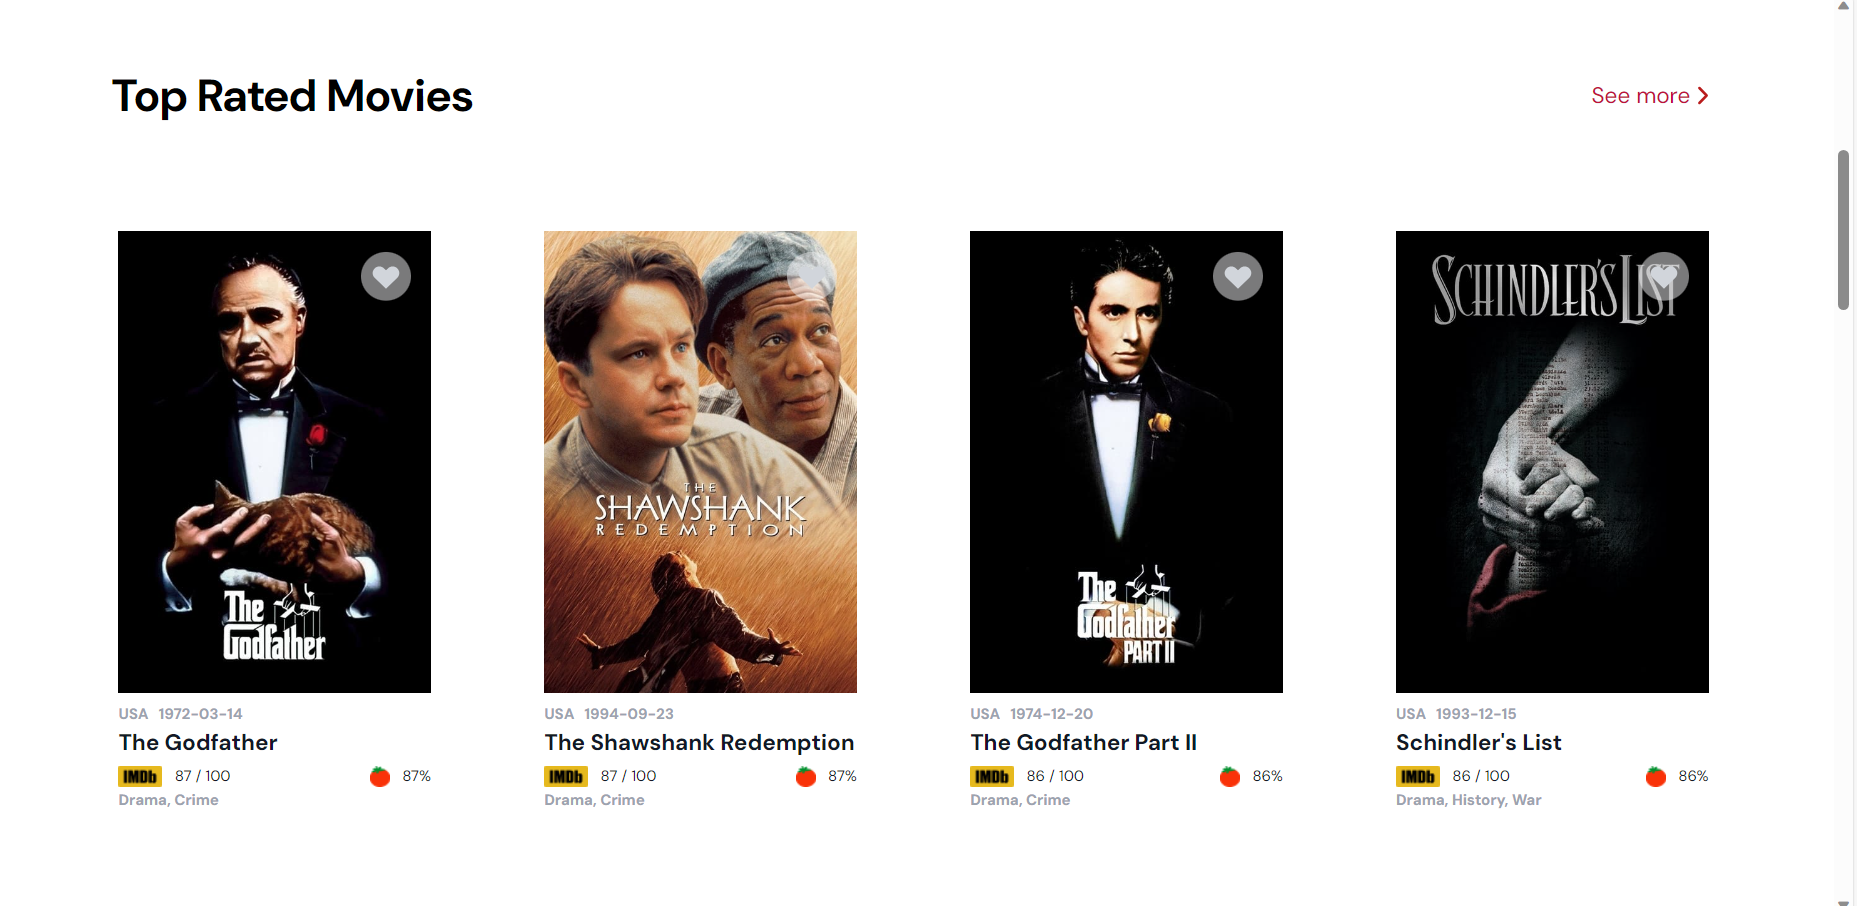 Top Rated Movies
See more
The
Godfather
USA 1972-03-14
The Godfather
IMDb 87 / 100 87%
Drama, Crime
THE
SHAWSHANK
REDEMPTION
USA 1994-09-23
The Shawshank Redemption
IMDb 87 / 100 87%
Drama, Crime
The
Godfather
PART II
USA 1974-12-20
The Godfather Part II
IMDb 86 / 100 86%
Drama, Crime
SCHINDLER'S LIST
USA 1993-12-15
Schindler's List
IMDb 86 / 100 86%
Drama, History, War